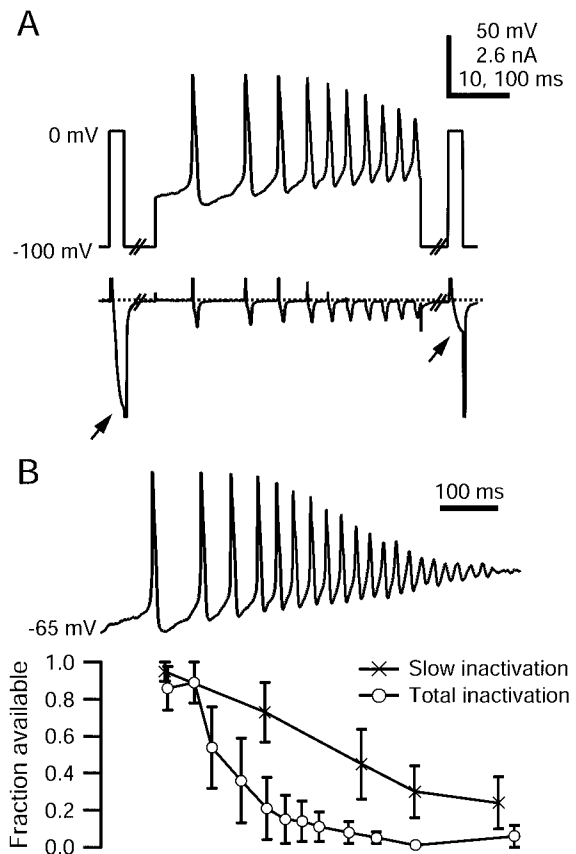 A
50 mV
2.6 nA
10, 100 ms
0 mV
-100 mV
B
100 ms
-65 mV
Slow inactivation
Total inactivation
Fraction available
1.0
0.8
0.6
0.4
0.2
0.0